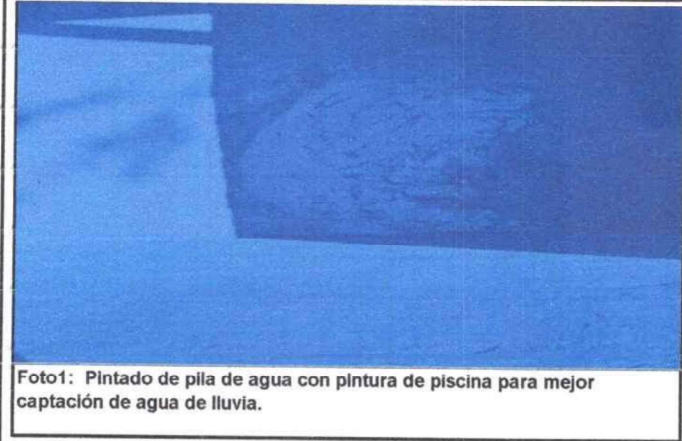 Foto1: Pintado de pila de agua con pintura de piscina para mejor
captación de agua de lluvia.